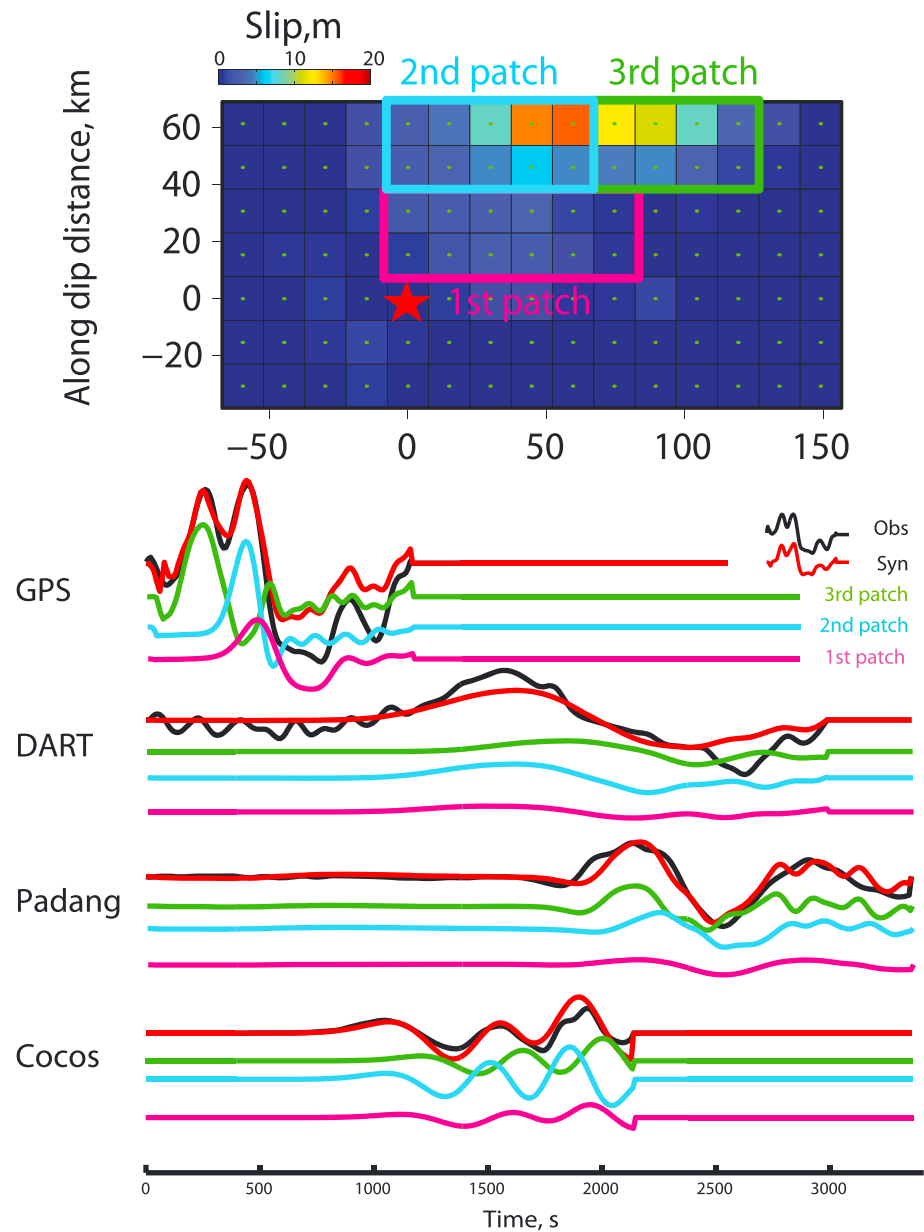 Slip,m
0 10 20
2nd patch 3rd patch
Along dip distance, km
60
40
20
0
−20
1st patch
−50 0 50 100 150
GPS
Obs
Syn
3rd patch
2nd patch
1st patch
DART
Padang
Cocos
0 500 1000 1500 2000 2500 3000
Time, s